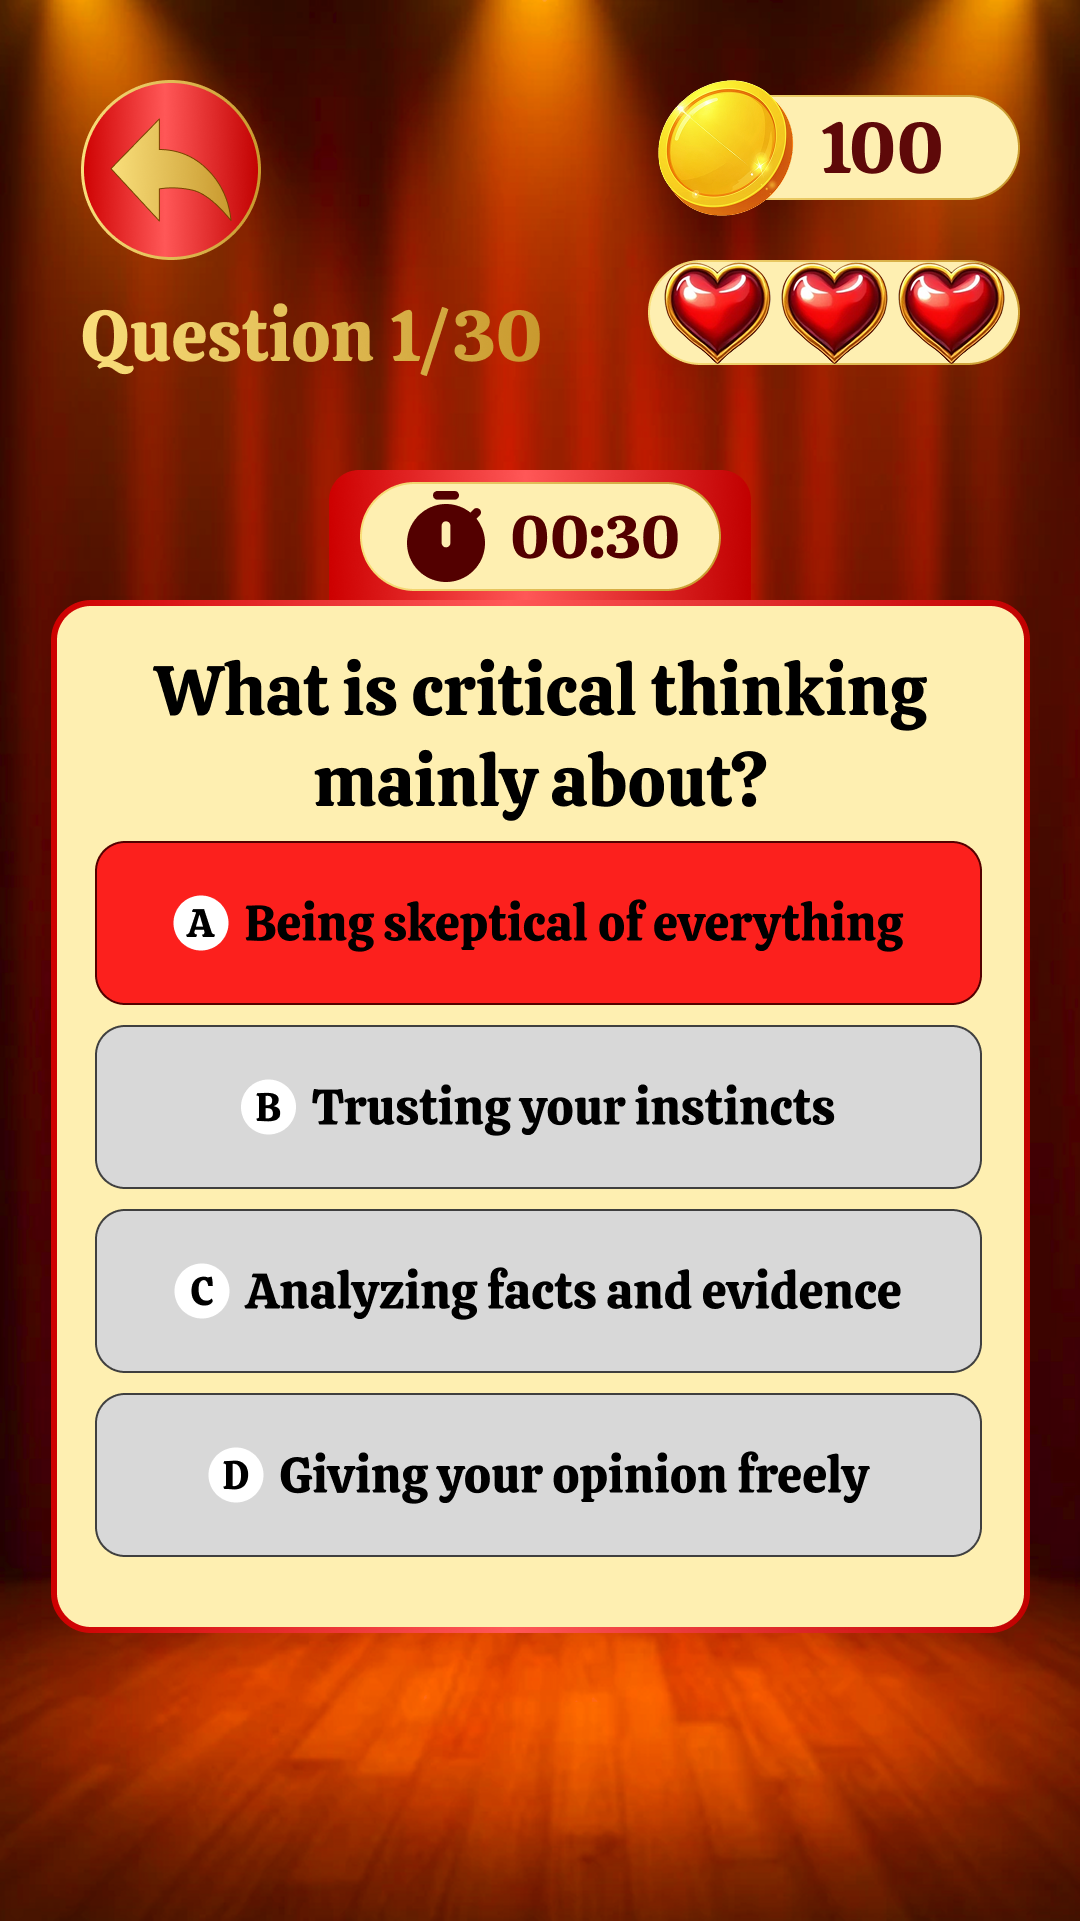 100
Question 1/30
00:30
What is critical thinking
mainly about?
A Being skeptical of everything
B Trusting your instincts
C Analyzing facts and evidence
D Giving your opinion freely